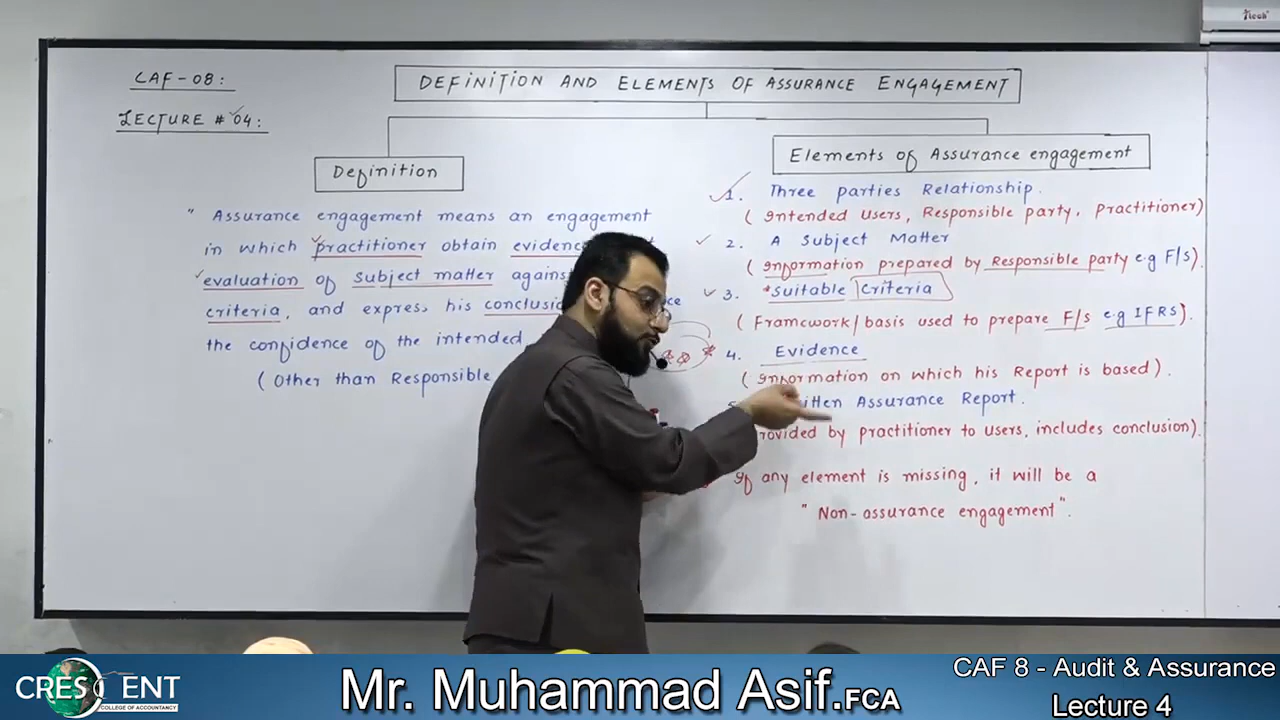 CAF-08:
LECTURE # 04:
DEFINITION AND ELEMENTS OF ASSURANCE ENGAGEMENT
Definition
" Assurance engagement means an engagement
in which practitioner obtain
evaluation of subject matter against
criteria, and expres, his
the confidence of the intended
( Other than Responsible
Elements of Assurance engagement
1. Three parties Relationship.
( Intended Users, Responsible party, Practitioner)
2. A Subject Matter
( Information prepared by Responsible party e.g F/s).
3. *Suitable Criteria
( Framework/basis used to prepare F/s e.g IFRS ).
4. Evidence
( Information on which his Report is based).
Assurance Report.
by practitioner to users, includes conclusion).
If any element is missing, it will be a
" Non-assurance engagement".
CRESCENT
COLLEGE OF ACCOUNTANCY
Mr. Muhammad Asif.FCA
CAF 8 - Audit & Assurance
Lecture 4